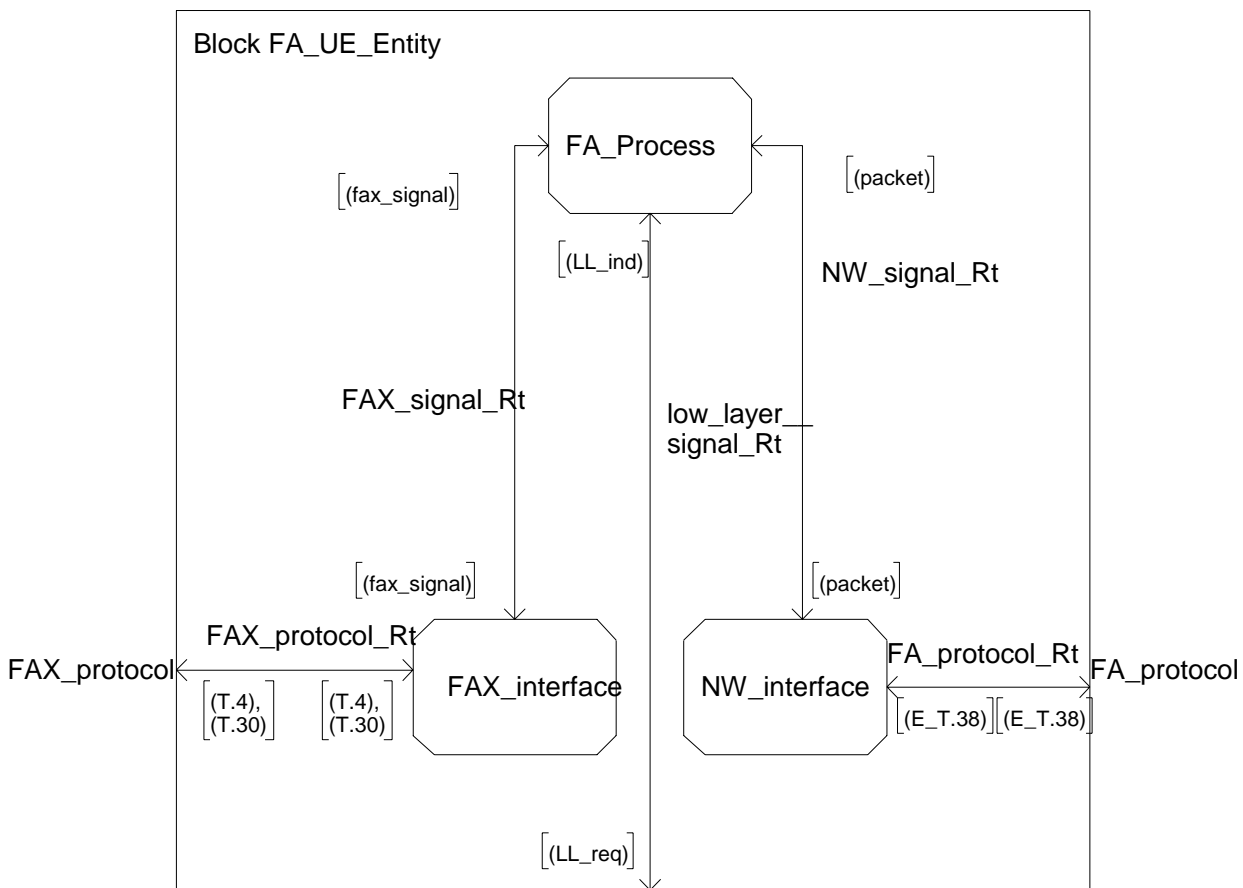 Block FA_UE_Entity
FA_Process
[(fax_signal)]
[(packet)]
[(LL_ind)]
NW_signal_Rt
FAX_signal_Rt
low_layer_
signal_Rt
[(fax_signal)]
[(packet)]
FAX_protocol_Rt
FA_protocol_Rt
FAX_protocol
FA_protocol
FAX_interface
NW_interface
[(T.4),
(T.30)]
[(T.4),
(T.30)]
[(E_T.38)] [(E_T.38)]
[(LL_req)]